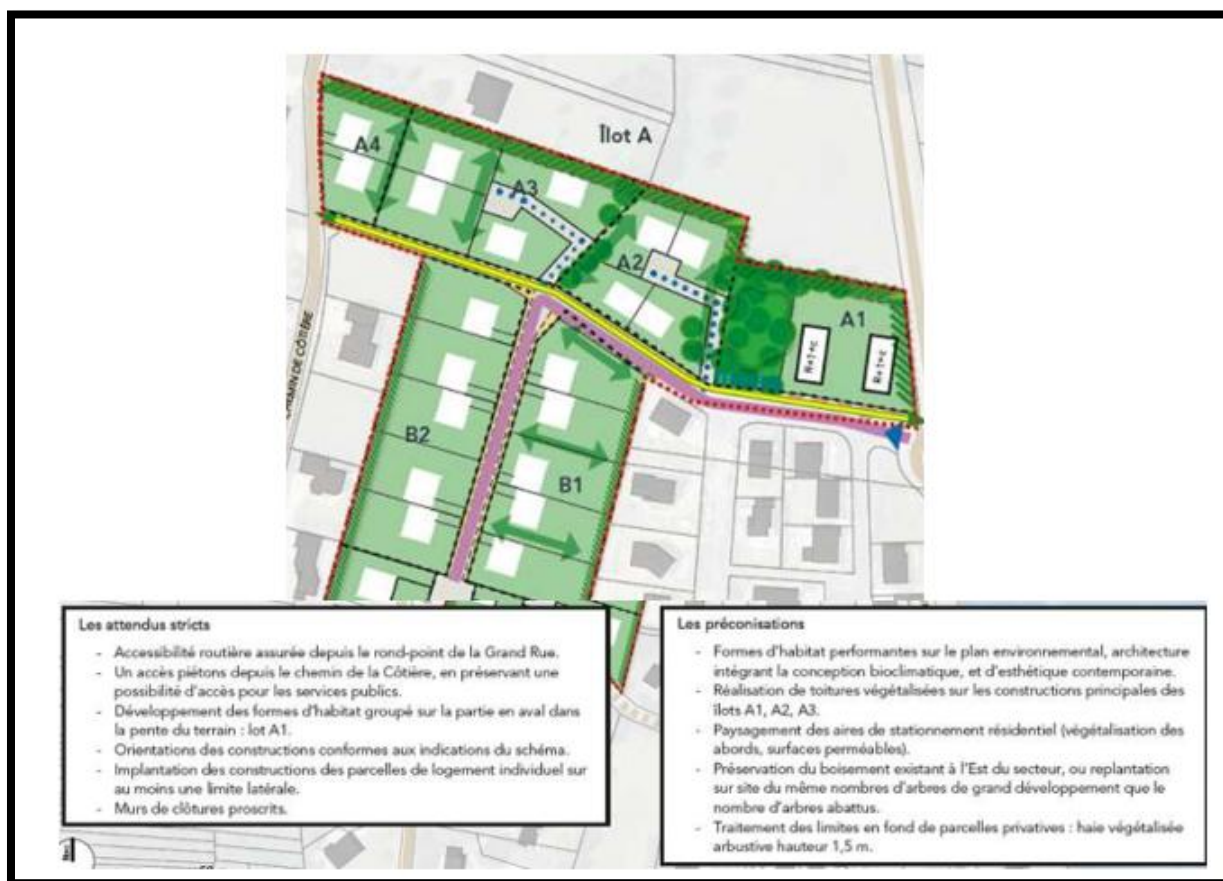 Îlot A
A4
A3
A2
A1
R+1+c
R+1+c
CHEMIN DE CÔTIÈRE
B2
B1
Les attendus stricts
- Accessibilité routière assurée depuis le rond-point de la Grand Rue.
- Un accès piétons depuis le chemin de la Côtière, en préservant une
possibilité d'accès pour les services publics.
- Développement des formes d'habitat groupé sur la partie en aval dans
la pente du terrain : lot A1.
- Orientations des constructions conformes aux indications du schéma.
- Implantation des constructions des parcelles de logement individuel sur
au moins une limite latérale.
- Murs de clôtures proscrits.
Les préconisations
- Formes d'habitat performantes sur le plan environnemental, architecture
intégrant la conception bioclimatique, et d'esthétique contemporaine.
- Réalisation de toitures végétalisées sur les constructions principales des
îlots A1, A2, A3.
- Paysagement des aires de stationnement résidentiel (végétalisation des
abords, surfaces perméables).
- Préservation du boisement existant à l'Est du secteur, ou replantation
sur site du même nombres d'arbres de grand développement que le
nombre d'arbres abattus.
- Traitement des limites en fond de parcelles privatives : haie végétalisée
arbustive hauteur 1,5 m.